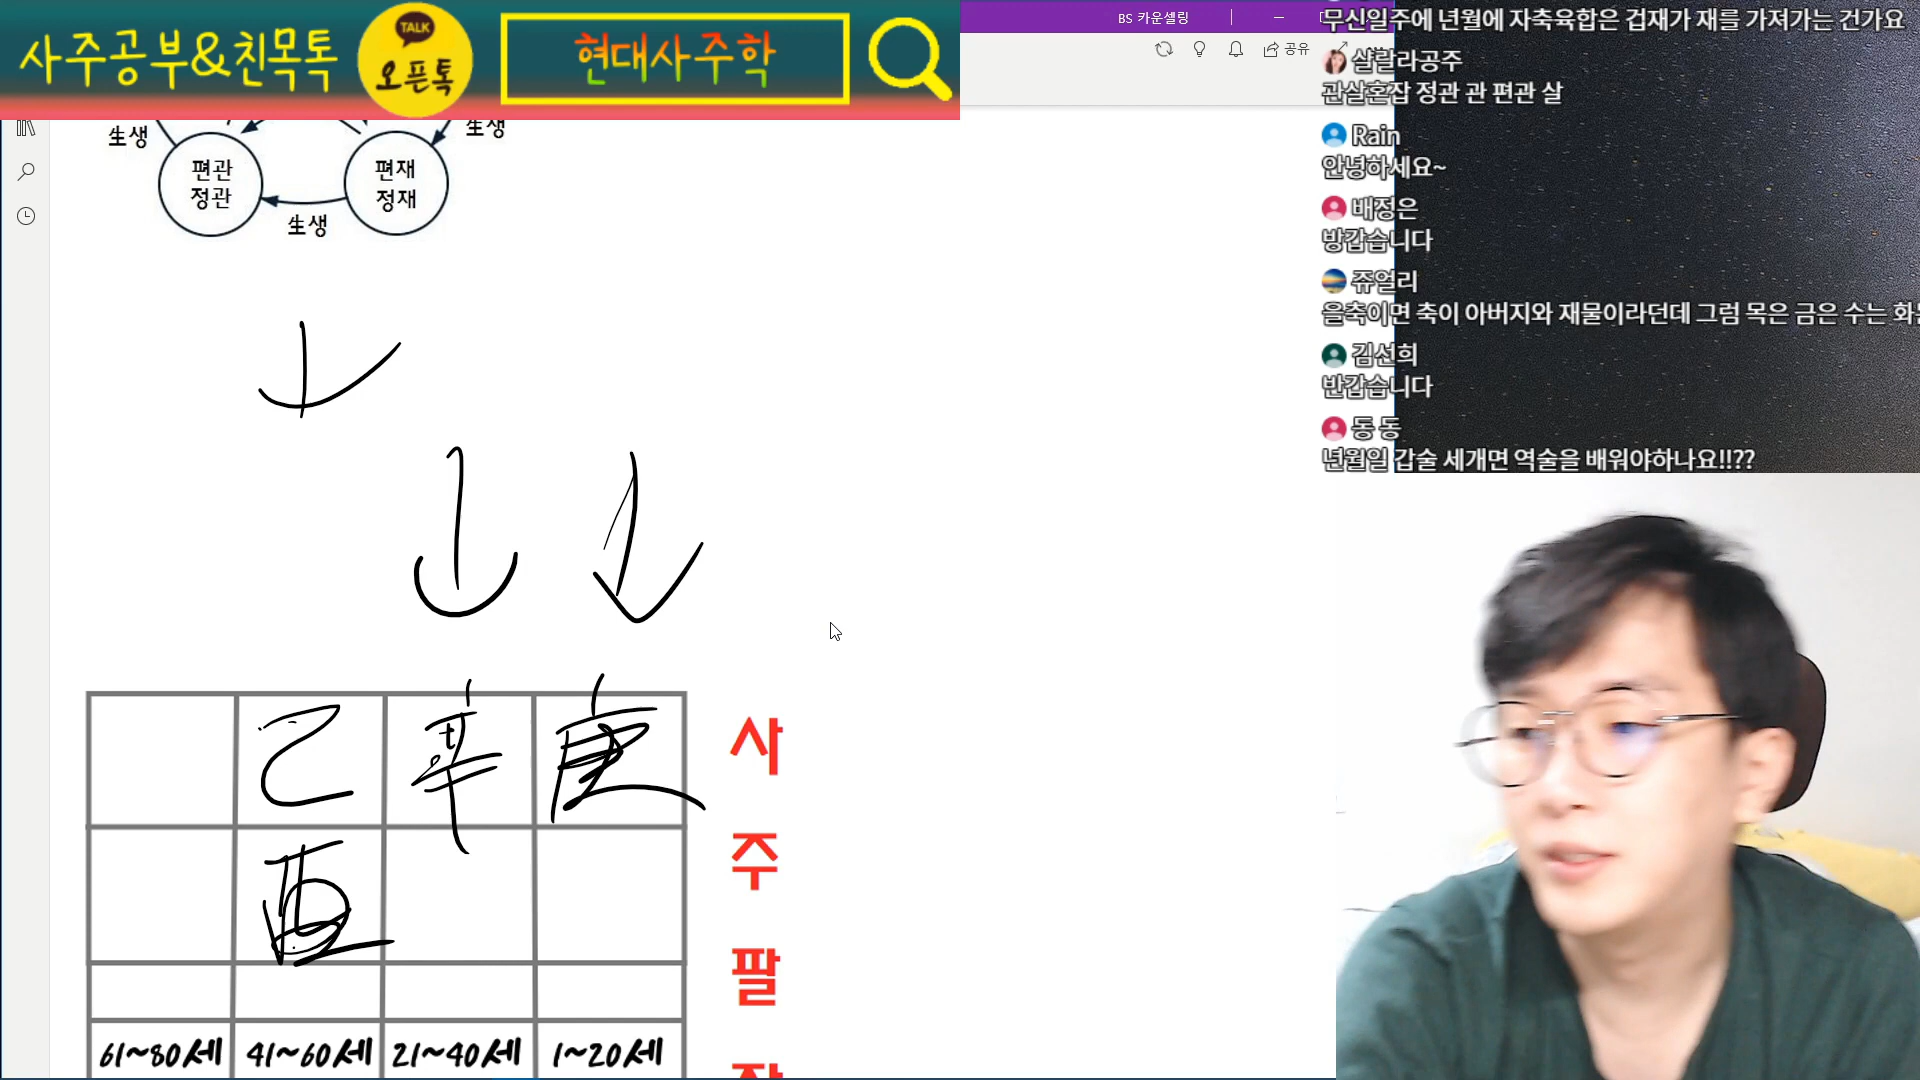 사주공부&친목톡
TALK
오픈톡
현대사주학
BS 카운셀링
공유
生생
生생
편관
정관
편재
정재
生생
己 辛 庚
酉
61~80세 41~60세 21~40세 1~20세
사
주
팔
무신일주에 년월에 자축육합은 겁재가 재를 가져가는 건가요
샬랄라공주
관살혼잡 정관 관 편관 살
Rain
안녕하세요~
배정은
방갑습니다
쥬얼리
을축이면 축이 아버지와 재물이라던데 그럼 목은 금은 수는
김선희
반갑습니다
동 동
년월일 갑술 세개면 역술을 배워야하나요!!??